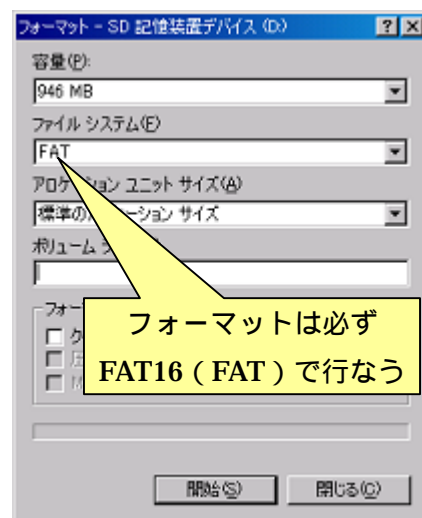 フォーマット - SD 記憶装置デバイス (D:)
容量(P):
946 MB
ファイル システム(E)
FAT
アロケーション ユニット サイズ(A)
標準の ーション サイズ
ボリューム
フォー
フォーマットは必ず
FAT16 ( FAT ) で行なう
開始(S)
閉じる(C)